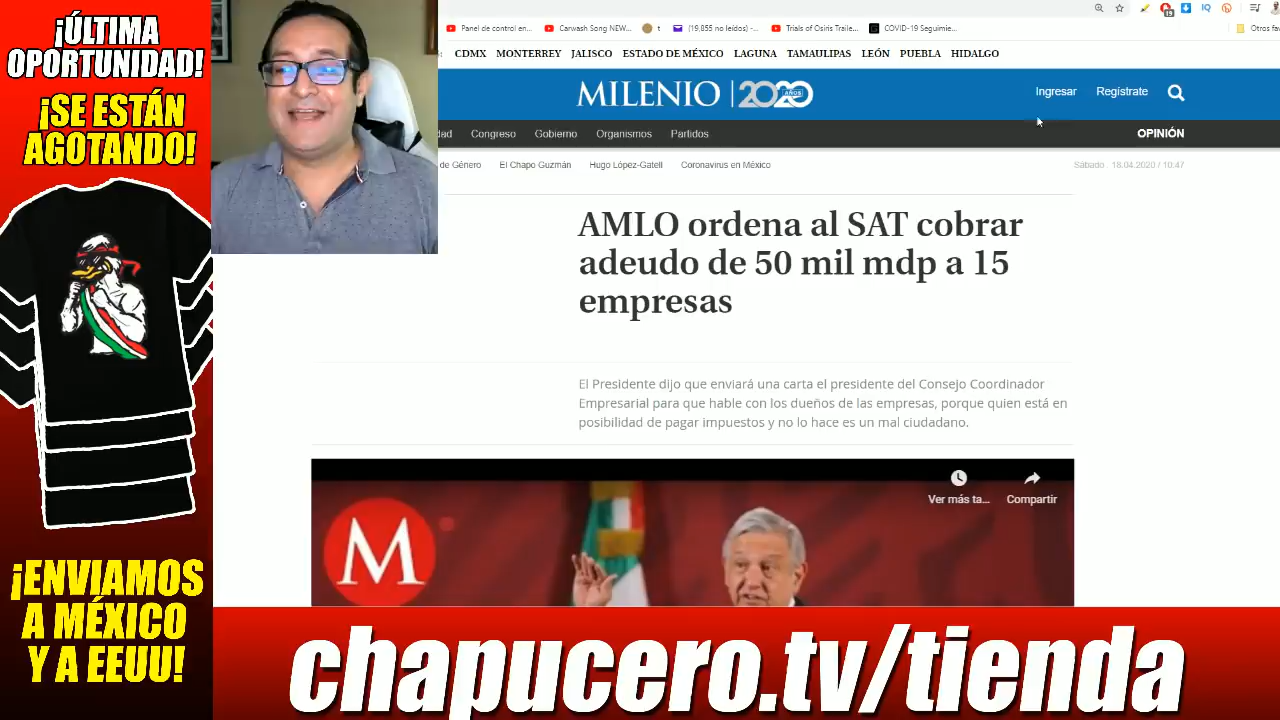 ¡ÚLTIMA
OPORTUNIDAD!
¡SE ESTÁN
AGOTANDO!
¡ENVIAMOS
A MÉXICO
Y A EEUU!
Panel de control en...
Carwash Song NEW...
t
(19,855 no leídos) -...
Trials of Osiris Traile...
COVID-19 Seguimie...
Otros fav
CDMX MONTERREY JALISCO ESTADO DE MÉXICO LAGUNA TAMAULIPAS LEÓN PUEBLA HIDALGO
MILENIO | 2020 AÑOS
Ingresar Regístrate
dad Congreso Gobierno Organismos Partidos OPINIÓN
de Género El Chapo Guzmán Hugo López-Gatell Coronavirus en México Sábado 18.04.2020 / 10:47
AMLO ordena al SAT cobrar
adeudo de 50 mil mdp a 15
empresas
El Presidente dijo que enviará una carta el presidente del Consejo Coordinador
Empresarial para que hable con los dueños de las empresas, porque quien está en
posibilidad de pagar impuestos y no lo hace es un mal ciudadano.
M
Ver más ta... Compartir
chapucero.tv/tienda